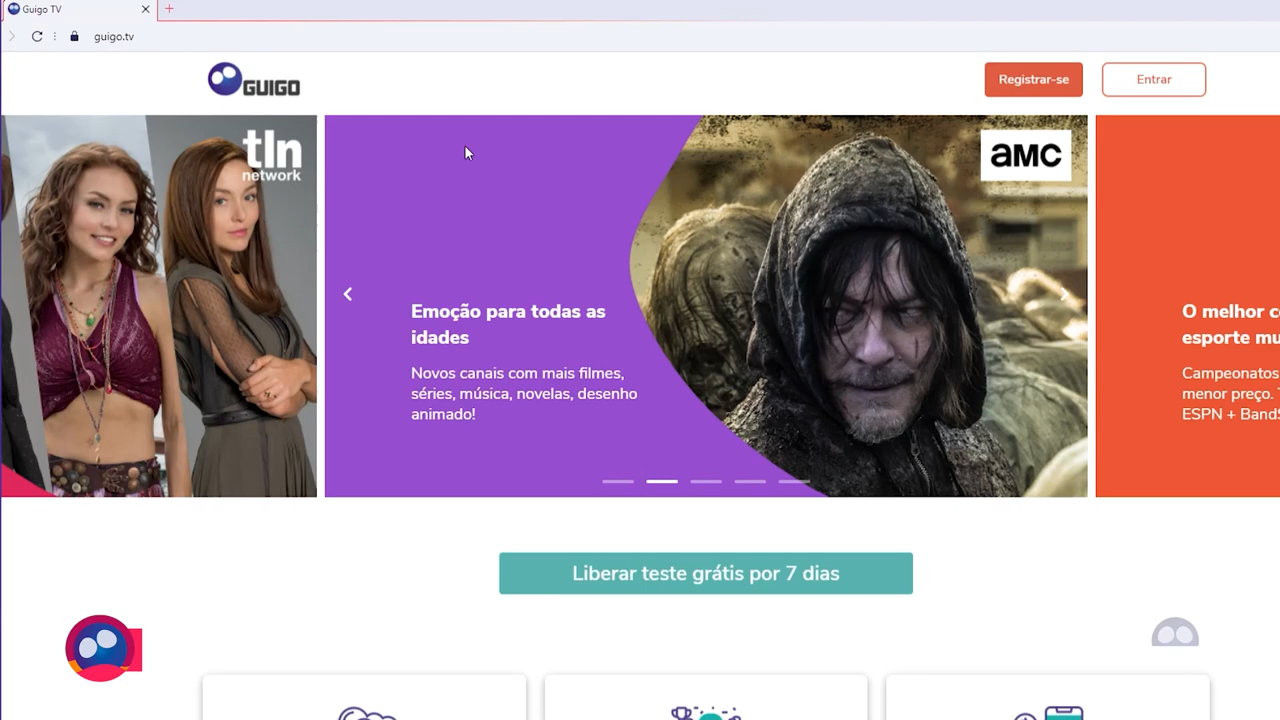 Guigo TV
guigo.tv
GUIGO
Registrar-se
Entrar
tln
network
aMC
Emoção para todas as
idades
Novos canais com mais filmes,
séries, música, novelas, desenho
animado!
O melhor
esporte
Campeonatos
menor preço.
ESPN +
Liberar teste grátis por 7 dias